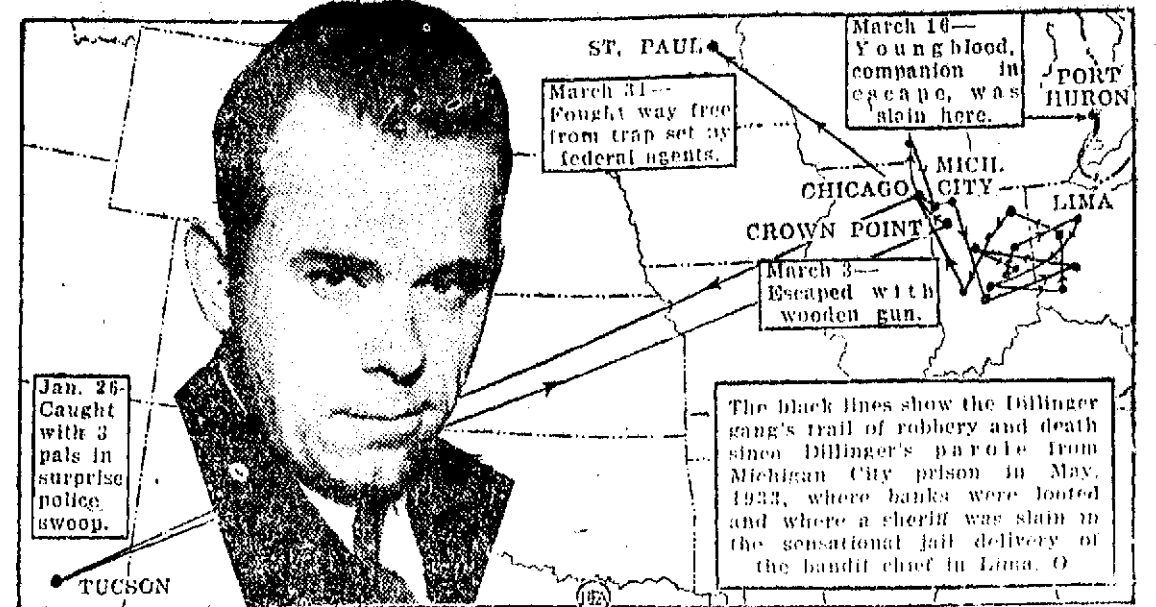 ST. PAUL
March 31—
Fought way free
from trap set by
federal agents.
March 16—
Youngblood,
companion in
escape, was
slain here.
PORT
HURON
CHICAGO
MICH.
CITY
LIMA
CROWN POINT
March 3—
Escaped with
wooden gun.
Jan. 26-
Caught
with 3
pals in
surprise
police
swoop.
TUCSON
The black lines show the Dillinger
gang's trail of robbery and death
since Dillinger's parole from
Michigan City prison in May,
1933, where banks were looted
and where a sheriff was slain in
the sensational jail delivery of
the bandit chief in Lima, O